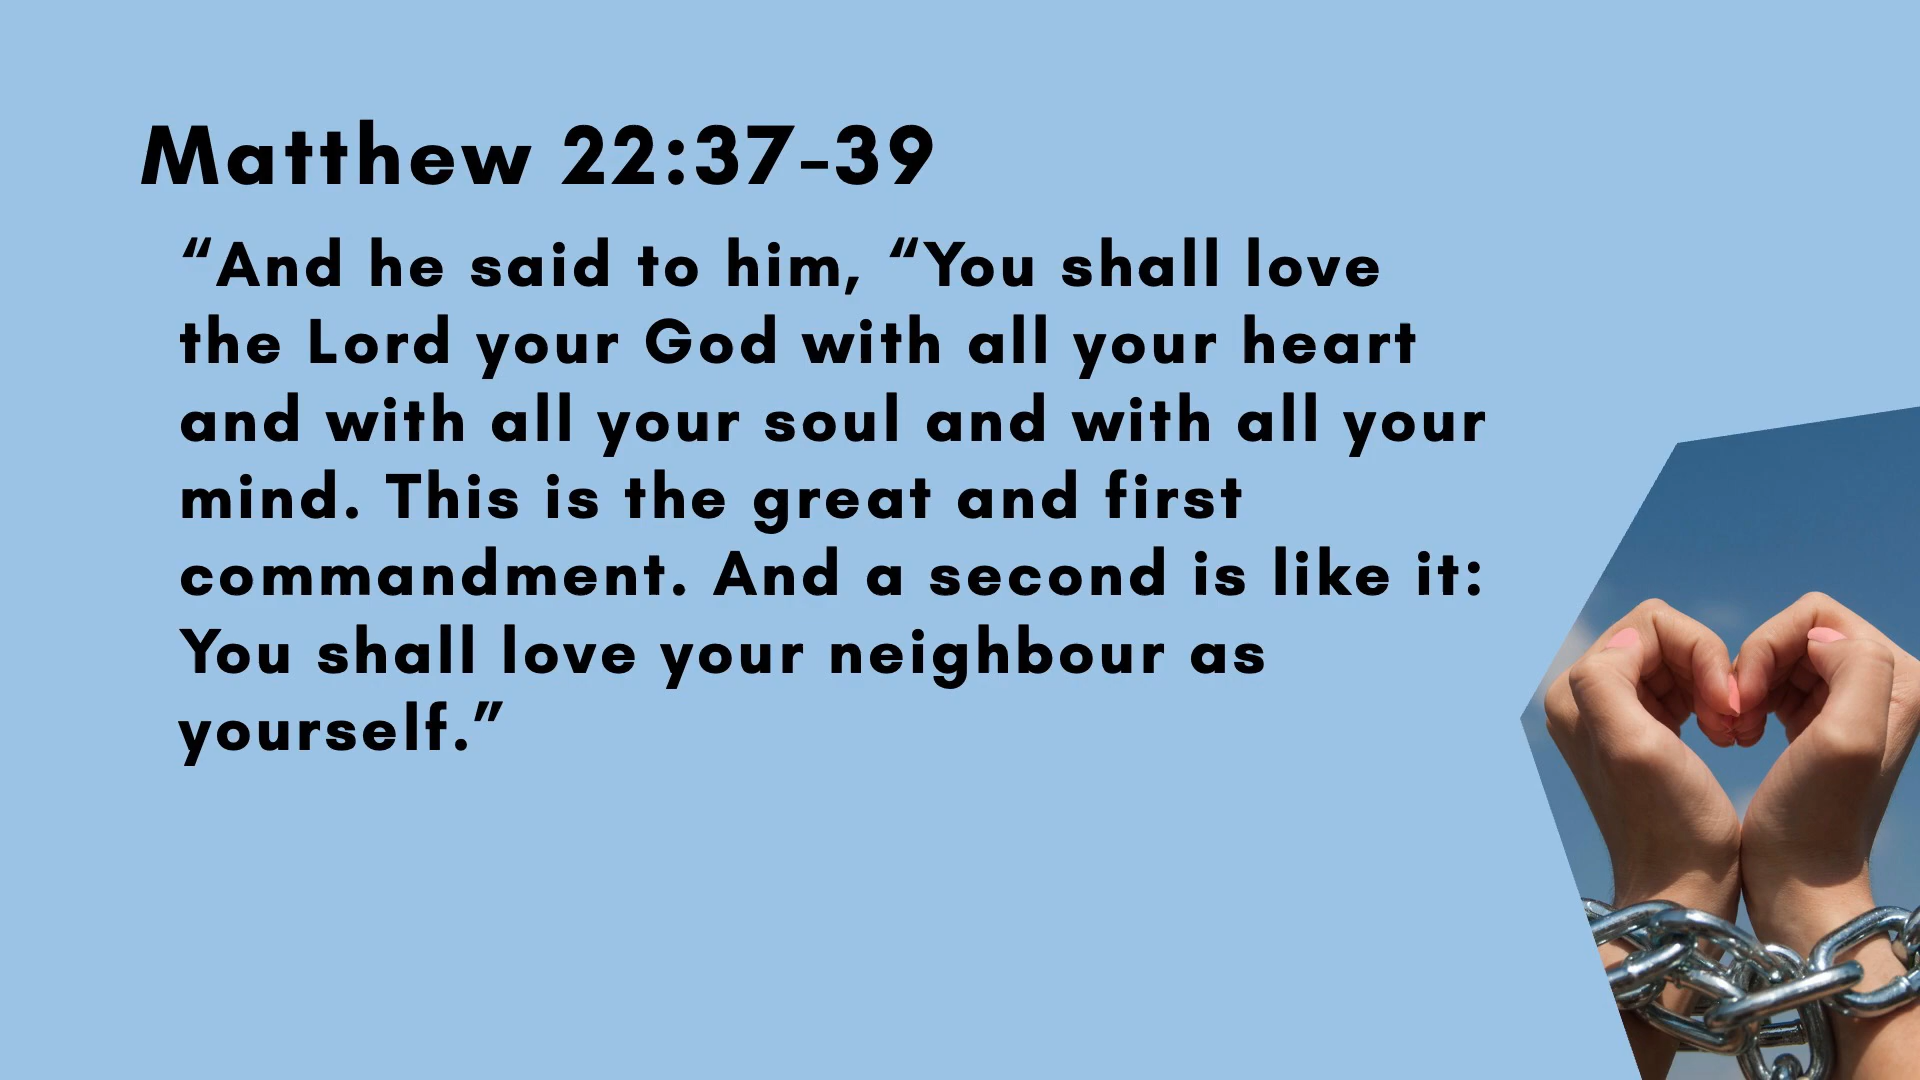 Matthew 22:37-39
“And he said to him, “You shall love
the Lord your God with all your heart
and with all your soul and with all your
mind. This is the great and first
commandment. And a second is like it:
You shall love your neighbour as
yourself.”